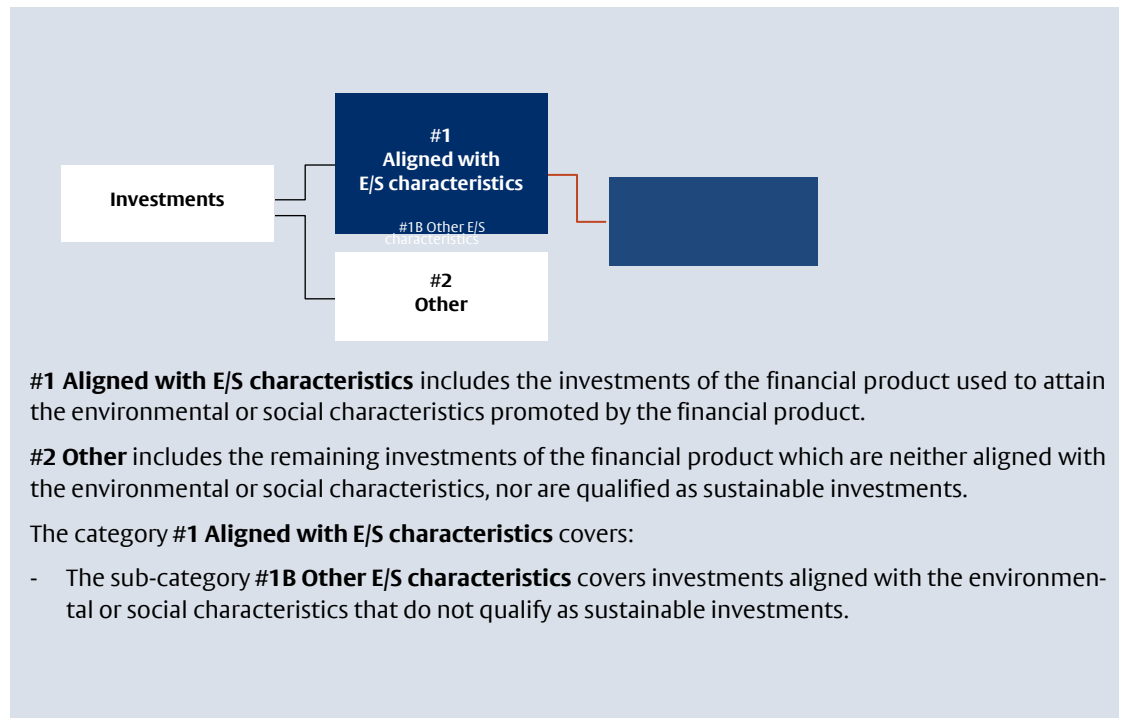 #1
Aligned with
E/S characteristics
Investments
#1B Other E/S
characteristics
#2
Other
#1 Aligned with E/S characteristics includes the investments of the financial product used to attain
the environmental or social characteristics promoted by the financial product.
#2 Other includes the remaining investments of the financial product which are neither aligned with
the environmental or social characteristics, nor are qualified as sustainable investments.
The category #1 Aligned with E/S characteristics covers:
- The sub-category #1B Other E/S characteristics covers investments aligned with the environmen-
tal or social characteristics that do not qualify as sustainable investments.